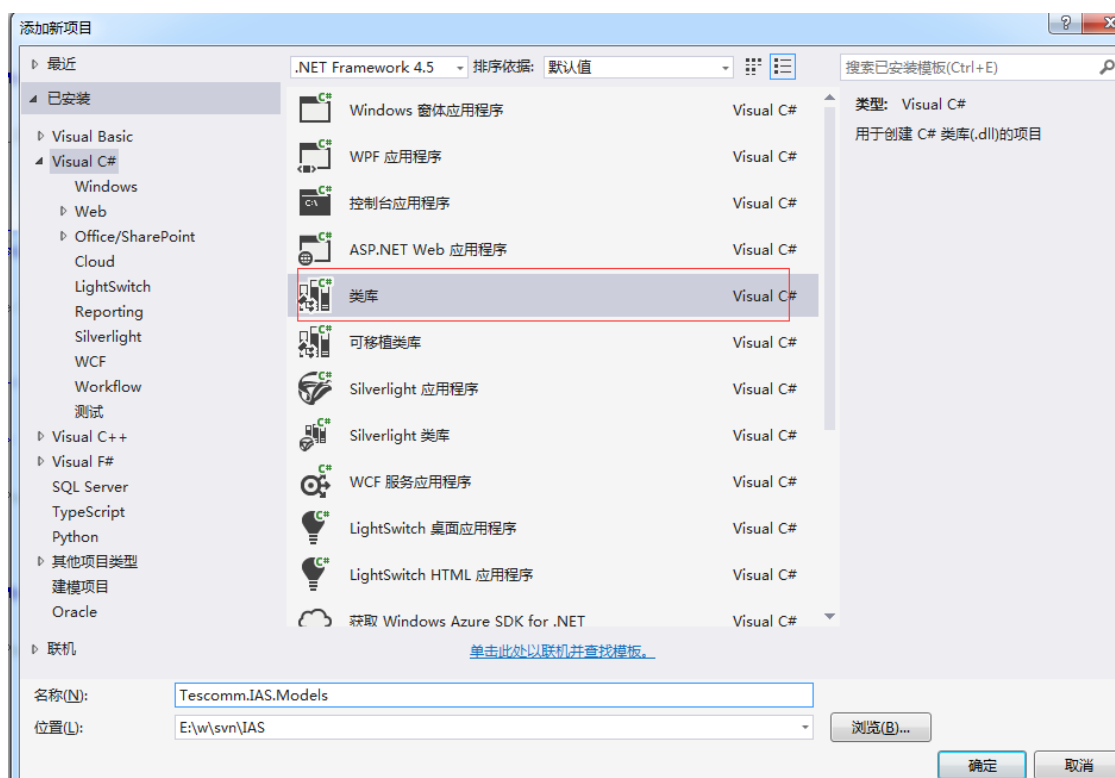 添加新项目
最近
.NET Framework 4.5 排序依据: 默认值
搜索已安装模板(Ctrl+E)
已安装
Visual Basic
Visual C#
Windows
Web
Office/SharePoint
Cloud
LightSwitch
Reporting
Silverlight
WCF
Workflow
测试
Visual C++
Visual F#
SQL Server
TypeScript
Python
其他项目类型
建模项目
Oracle
联机
Windows 窗体应用程序 Visual C#
WPF 应用程序 Visual C#
控制台应用程序 Visual C#
ASP.NET Web 应用程序 Visual C#
类库 Visual C#
可移植类库 Visual C#
Silverlight 应用程序 Visual C#
Silverlight 类库 Visual C#
WCF 服务应用程序 Visual C#
LightSwitch 桌面应用程序 Visual C#
LightSwitch HTML 应用程序 Visual C#
获取 Windows Azure SDK for .NET Visual C#
单击此处以联机并查找模板。
类型: Visual C#
用于创建 C# 类库(.dll)的项目
名称(N): Tescomm.IAS.Models
位置(L): E:\w\svn\IAS 浏览(B)...
确定 取消